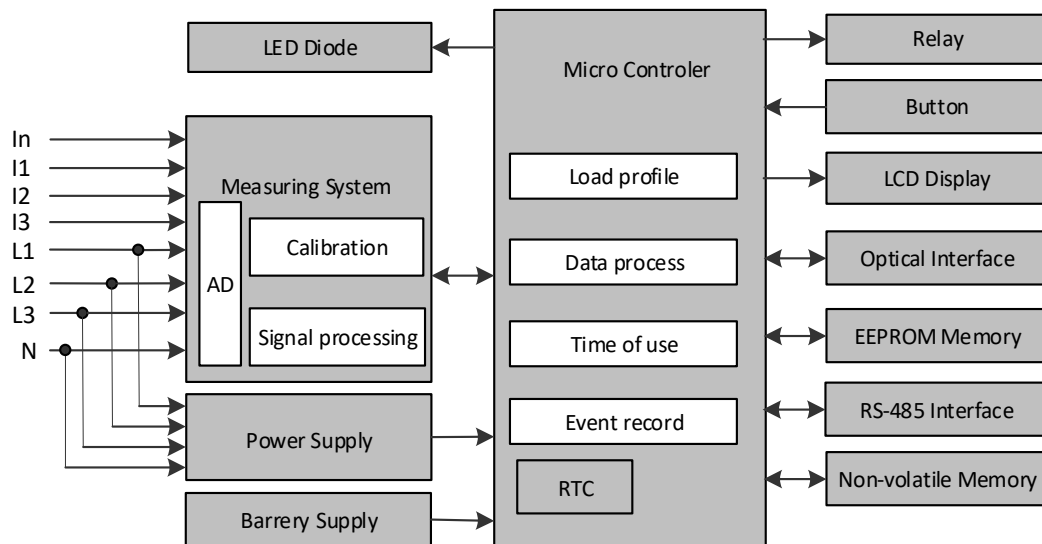 LED Diode
Micro Controler
Relay
Button
In
I1
I2
I3
L1
L2
L3
N
Measuring System
AD
Calibration
Signal processing
Load profile
Data process
Time of use
Event record
RTC
LCD Display
Optical Interface
EEPROM Memory
RS-485 Interface
Non-volatile Memory
Power Supply
Barrery Supply